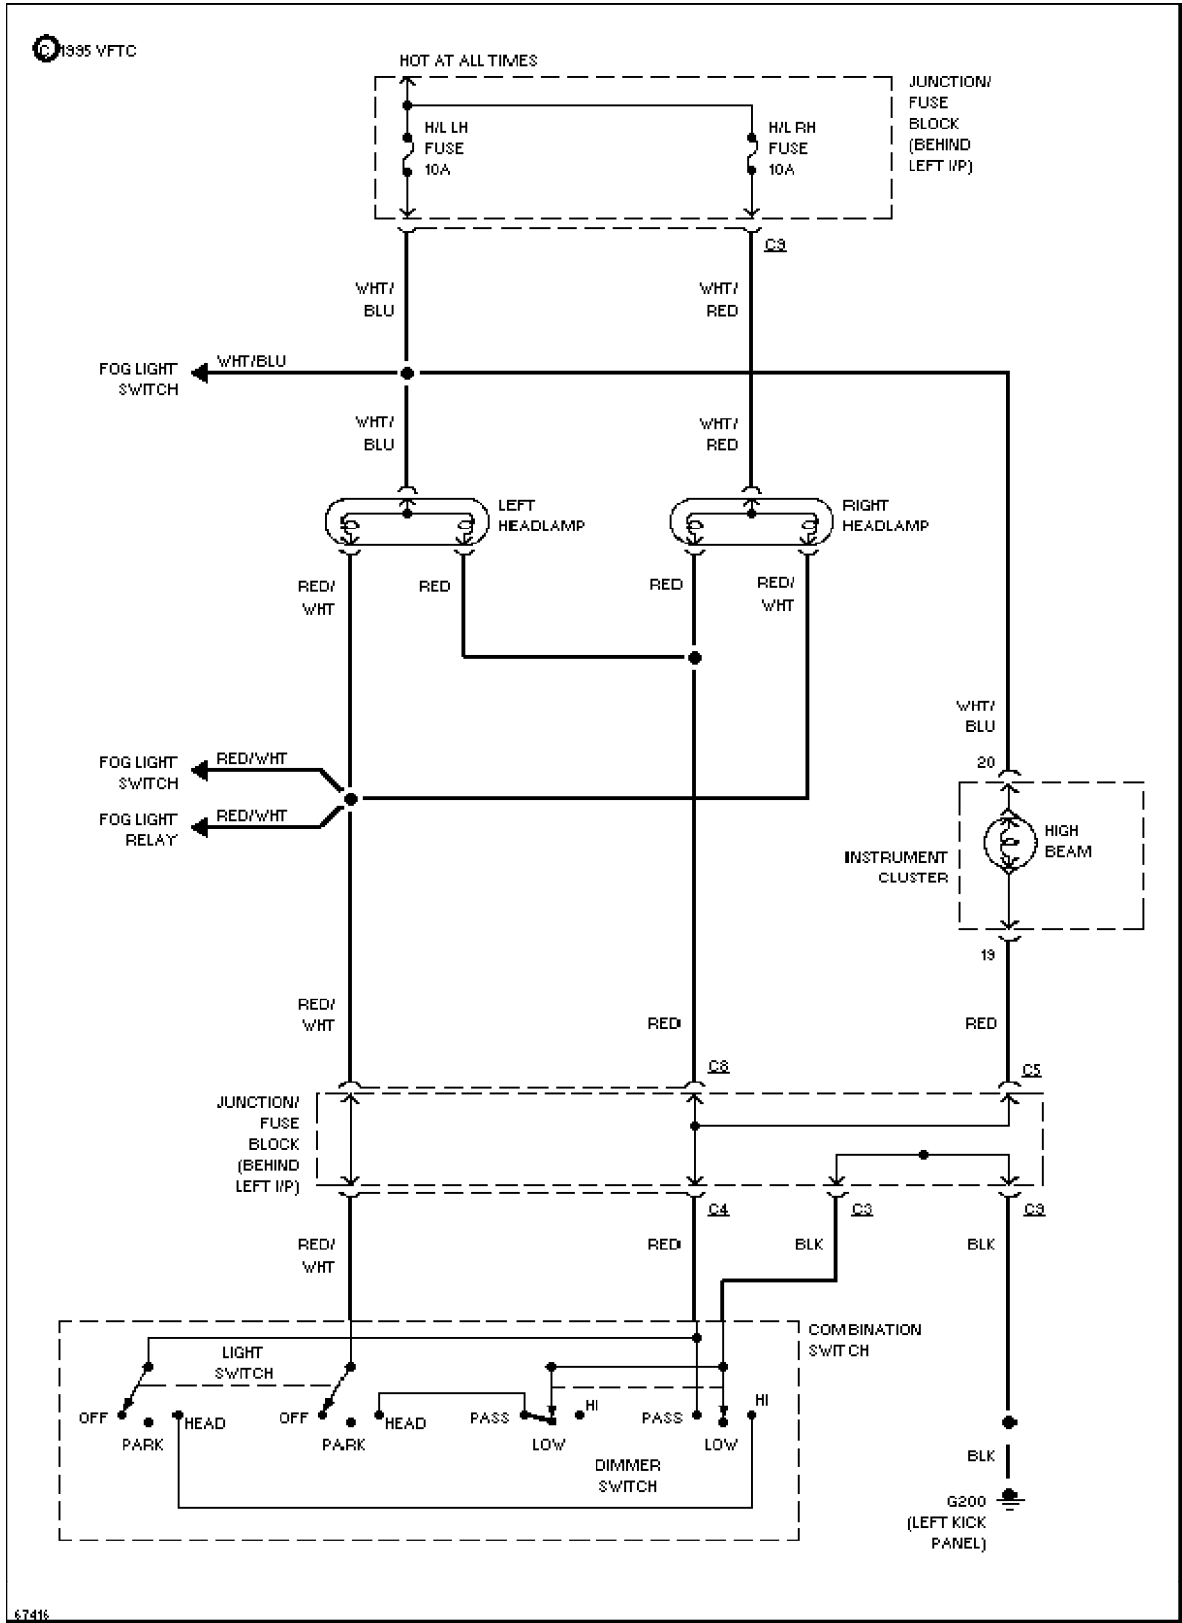 © 1995 VFTC
HOT AT ALL TIMES
JUNCTION/
FUSE
BLOCK
(BEHIND
LEFT I/P)
H/L LH
FUSE
10A
H/L RH
FUSE
10A
C9
WHT/
BLU
WHT/
RED
FOG LIGHT
SWITCH
WHT/BLU
WHT/
BLU
WHT/
RED
LEFT
HEADLAMP
RIGHT
HEADLAMP
RED/
WHT
RED
RED
RED/
WHT
WHT/
BLU
20
FOG LIGHT
SWITCH
RED/WHT
FOG LIGHT
RELAY
RED/WHT
HIGH
BEAM
INSTRUMENT
CLUSTER
19
RED/
WHT
RED
RED
C8
C5
JUNCTION/
FUSE
BLOCK
(BEHIND
LEFT I/P)
C4
C3
C9
RED/
WHT
RED
BLK
BLK
COMBINATION
SWITCH
LIGHT
SWITCH
OFF
PARK
HEAD
OFF
PARK
HEAD
PASS
LOW
HI
PASS
LOW
HI
DIMMER
SWITCH
BLK
G200
(LEFT KICK
PANEL)
67416